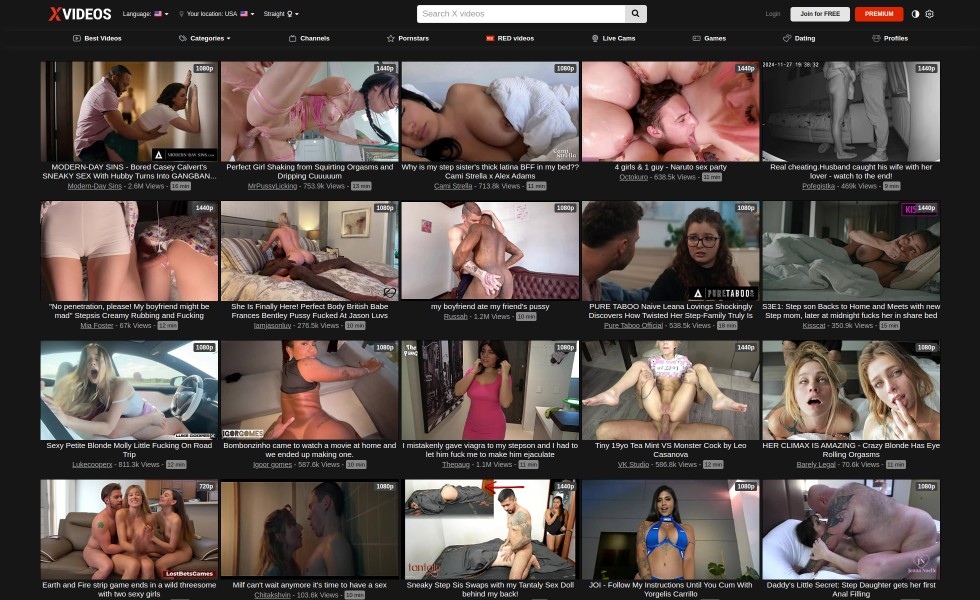 XVIDEOS
Language:
Your location: USA
Straight
Search X videos
Login
Join for FREE
PREMIUM
Best Videos
Categories
Channels
Pornstars
RED videos
Live Cams
Games
Dating
Profiles
1080p
1440p
1080p
1440p
2024-11-27 19:38:32
1440p
MODERN-DAY SINS.COM
Cami Strella
MODERN-DAY SINS - Bored Casey Calvert's
SNEAKY SEX With Hubby Turns Into GANGBAN...
Modern-Day Sins - 2.6M Views - 16 min
Perfect Girl Shaking from Squirting Orgasms and
Dripping Cuuuuum
MrPussyLicking - 753.9k Views - 13 min
Why is my step sister's thick latina BFF in my bed??
Cami Strella x Alex Adams
Cami Strella - 713.8k Views - 11 min
4 girls & 1 guy - Naruto sex party
Octokuro - 638.5k Views - 11 min
Real cheating.Husband caught his wife with her
lover - watch to the end!
Pofegistka - 469k Views - 9 min
1440p
1080p
1080p
1080p
1440p
PURETABOO
"No penetration, please! My boyfriend might be
mad" Stepsis Creamy Rubbing and Fucking
Mia Foster - 67k Views - 12 min
She Is Finally Here! Perfect Body British Babe
Frances Bentley Pussy Fucked At Jason Luvs
Iamjasonluv - 276.5k Views - 10 min
my boyfriend ate my friend's pussy
Russah - 1.2M Views - 10 min
PURE TABOO Naive Leana Lovings Shockingly
Discovers How Twisted Her Step-Family Truly Is
Pure Taboo Official - 538.5k Views - 18 min
S3E1: Step son Backs to Home and Meets with new
Step mom, later at midnight fucks her in share bed
Kisscat - 350.9k Views - 15 min
1080p
1080p
1080p
1440p
1080p
LUKE COOPER X
IGORGOMES
Sexy Petite Blonde Molly Little Fucking On Road
Trip
Lukecooperx - 811.3k Views - 12 min
Bomboronzinho came to watch a movie at home and
we ended up making one.
Igoor gomes - 587.6k Views - 10 min
I mistakenly gave viagra to my stepson and I had to
let him fuck me to make him ejaculate
Thepaug - 1.1M Views - 11 min
Tiny 19yo Tea Mint VS Monster Cock by Leo
Casanova
VK Studio - 586.8k Views - 12 min
HER CLIMAX IS AMAZING - Crazy Blonde Has Eye
Rolling Orgasms
Barely Legal - 70.6k Views - 11 min
720p
1080p
1440p
1080p
1080p
LostBetsGames
tantaly
Earth and Fire strip game ends in a wild threesome
with two sexy girls
Milf can't wait anymore it's time to have a sex
Chitakshvin - 103.6k Views - 10 min
Sneaky Step Sis Swaps with my Tantaly Sex Doll
behind my back!
JOI - Follow My Instructions Until You Cum With
Yorgelis Carrillo
Daddy's Little Secret: Step Daughter gets her first
Anal Filling